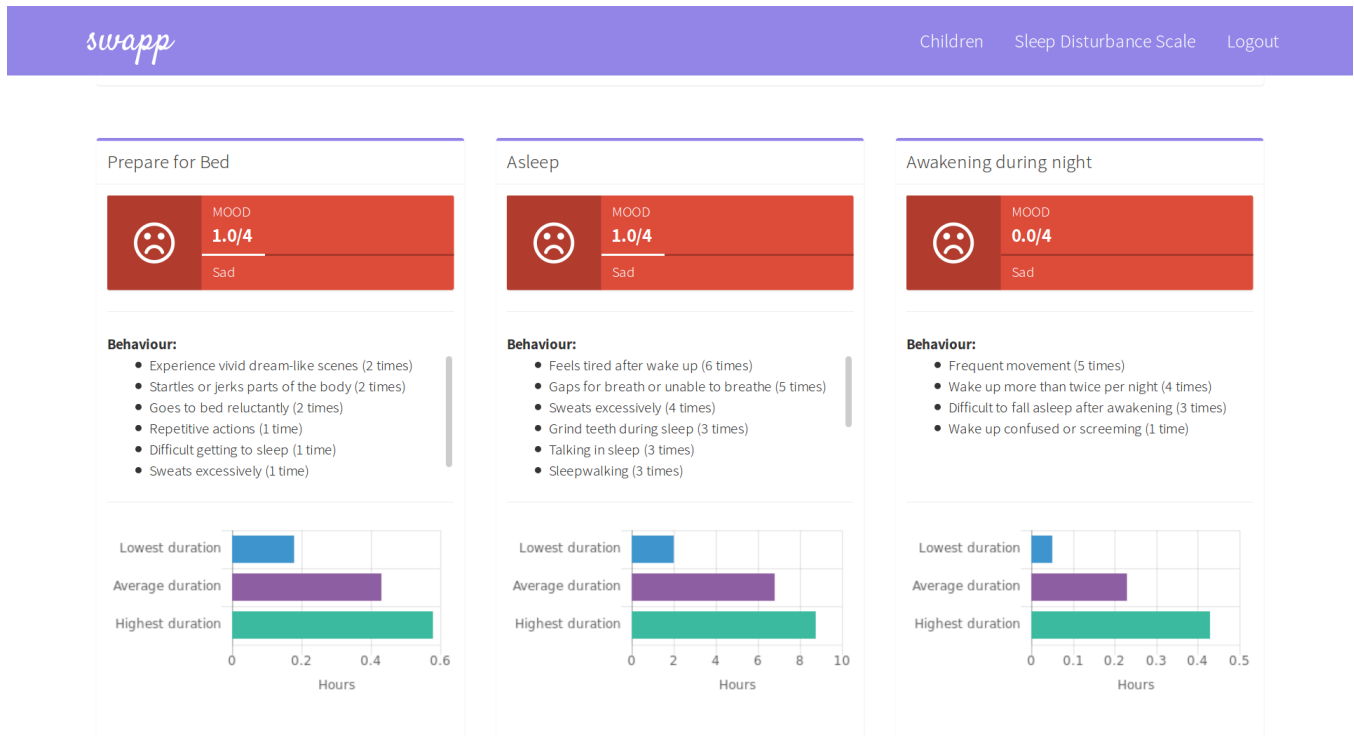 swapp
Children Sleep Disturbance Scale Logout
Prepare for Bed
MOOD
1.0/4
Sad
Behaviour:
Experience vivid dream-like scenes (2 times)
Startles or jerks parts of the body (2 times)
Goes to bed reluctantly (2 times)
Repetitive actions (1 time)
Difficult getting to sleep (1 time)
Sweats excessively (1 time)
Lowest duration
Average duration
Highest duration
0 0.2 0.4 0.6
Hours
Asleep
MOOD
1.0/4
Sad
Behaviour:
Feels tired after wake up (6 times)
Gaps for breath or unable to breathe (5 times)
Sweats excessively (4 times)
Grind teeth during sleep (3 times)
Talking in sleep (3 times)
Sleepwalking (3 times)
Lowest duration
Average duration
Highest duration
0 2 4 6 8 10
Hours
Awakening during night
MOOD
0.0/4
Sad
Behaviour:
Frequent movement (5 times)
Wake up more than twice per night (4 times)
Difficult to fall asleep after awakening (3 times)
Wake up confused or screeming (1 time)
Lowest duration
Average duration
Highest duration
0 0.1 0.2 0.3 0.4 0.5
Hours